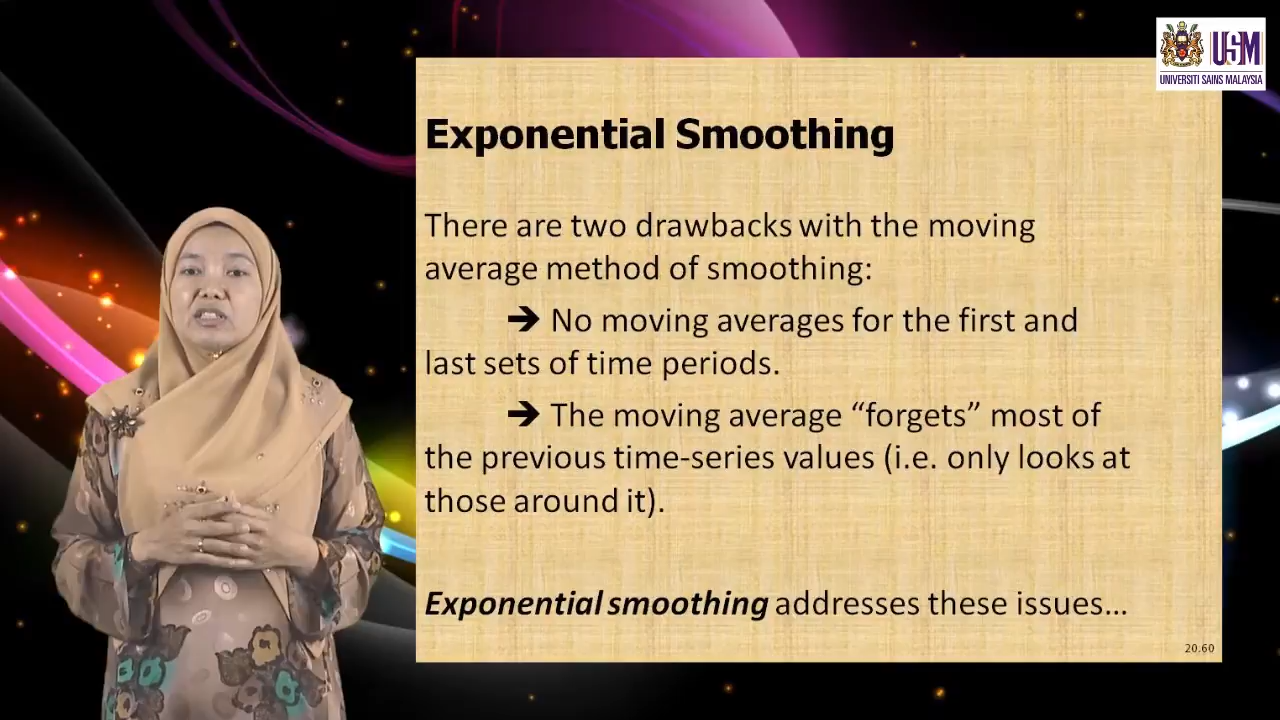 USM
UNIVERSITI SAINS MALAYSIA
Exponential Smoothing
There are two drawbacks with the moving
average method of smoothing:
➔ No moving averages for the first and
last sets of time periods.
➔ The moving average “forgets” most of
the previous time-series values (i.e. only looks at
those around it).
Exponential smoothing addresses these issues…
20.60